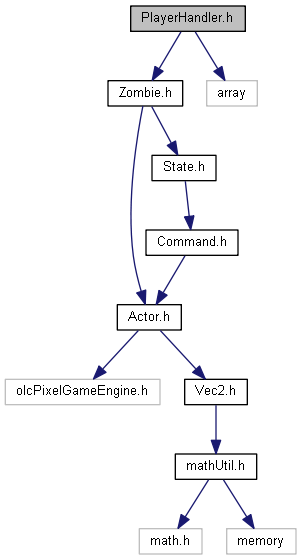 PlayerHandler.h
Zombie.h
array
State.h
Command.h
Actor.h
olcPixelGameEngine.h
Vec2.h
mathUtil.h
math.h
memory